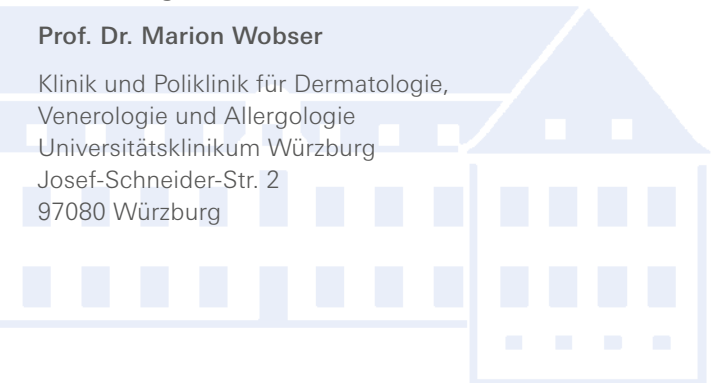 Prof. Dr. Marion Wobser
Klinik und Poliklinik für Dermatologie,
Venerologie und Allergologie
Universitätsklinikum Würzburg
Josef-Schneider-Str. 2
97080 Würzburg